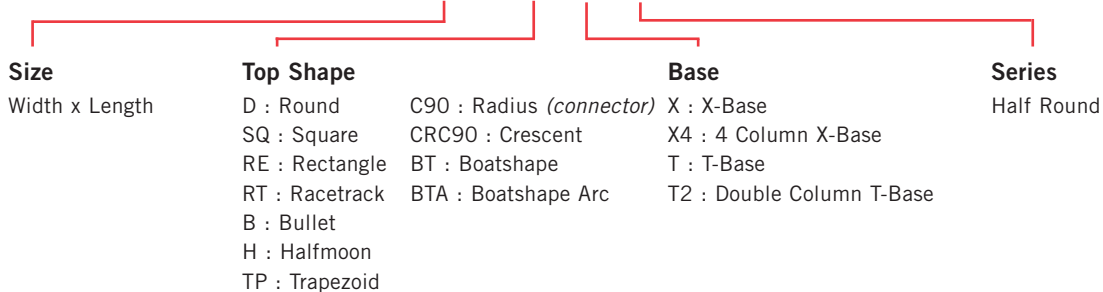 Size
Width x Length
Top Shape
D : Round
SQ : Square
RE : Rectangle
RT : Racetrack
B : Bullet
H : Halfmoon
TP : Trapezoid
C90 : Radius (connector)
CRC90 : Crescent
BT : Boatshape
BTA : Boatshape Arc
Base
X : X-Base
X4 : 4 Column X-Base
T : T-Base
T2 : Double Column T-Base
Series
Half Round